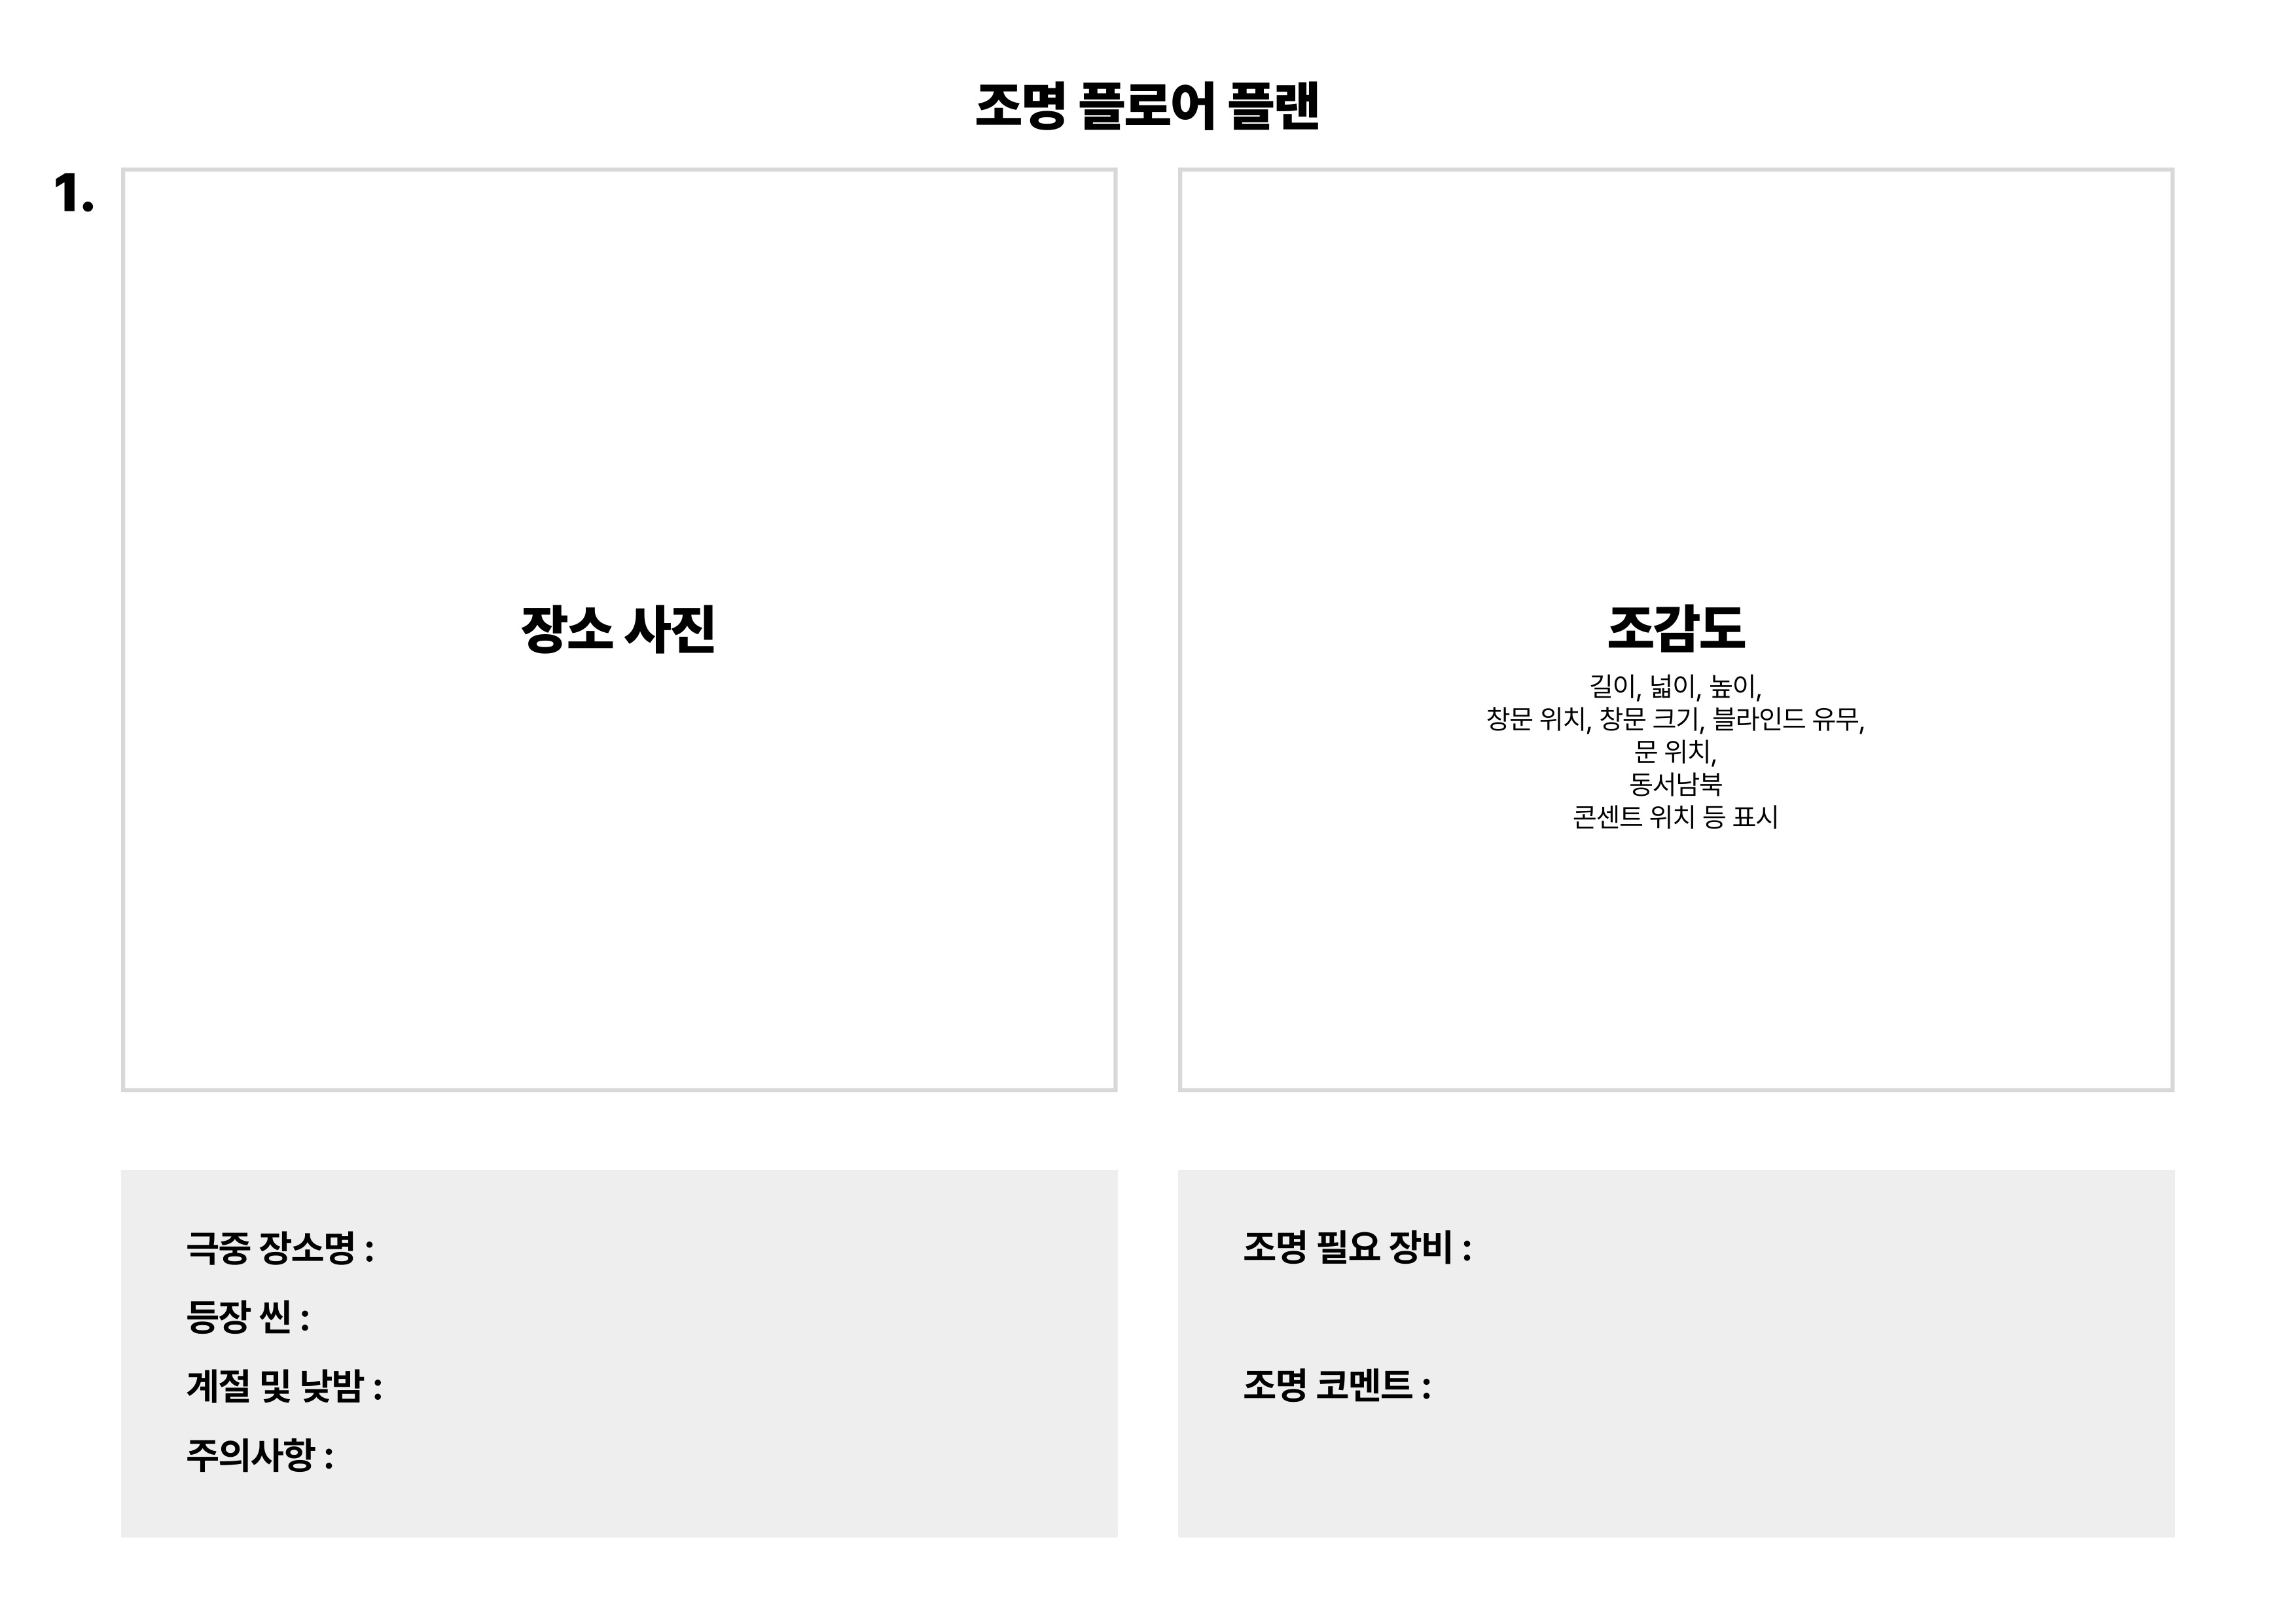 조명 플로어 플랜
1.
장소 사진
조감도
길이, 넓이, 높이,
창문 위치, 창문 크기, 블라인드 유무,
문 위치,
동서남북
콘센트 위치 등 표시
극중 장소명 :
등장 씬 :
계절 및 낮밤 :
주의사항 :
조명 필요 장비 :
조명 코멘트 :